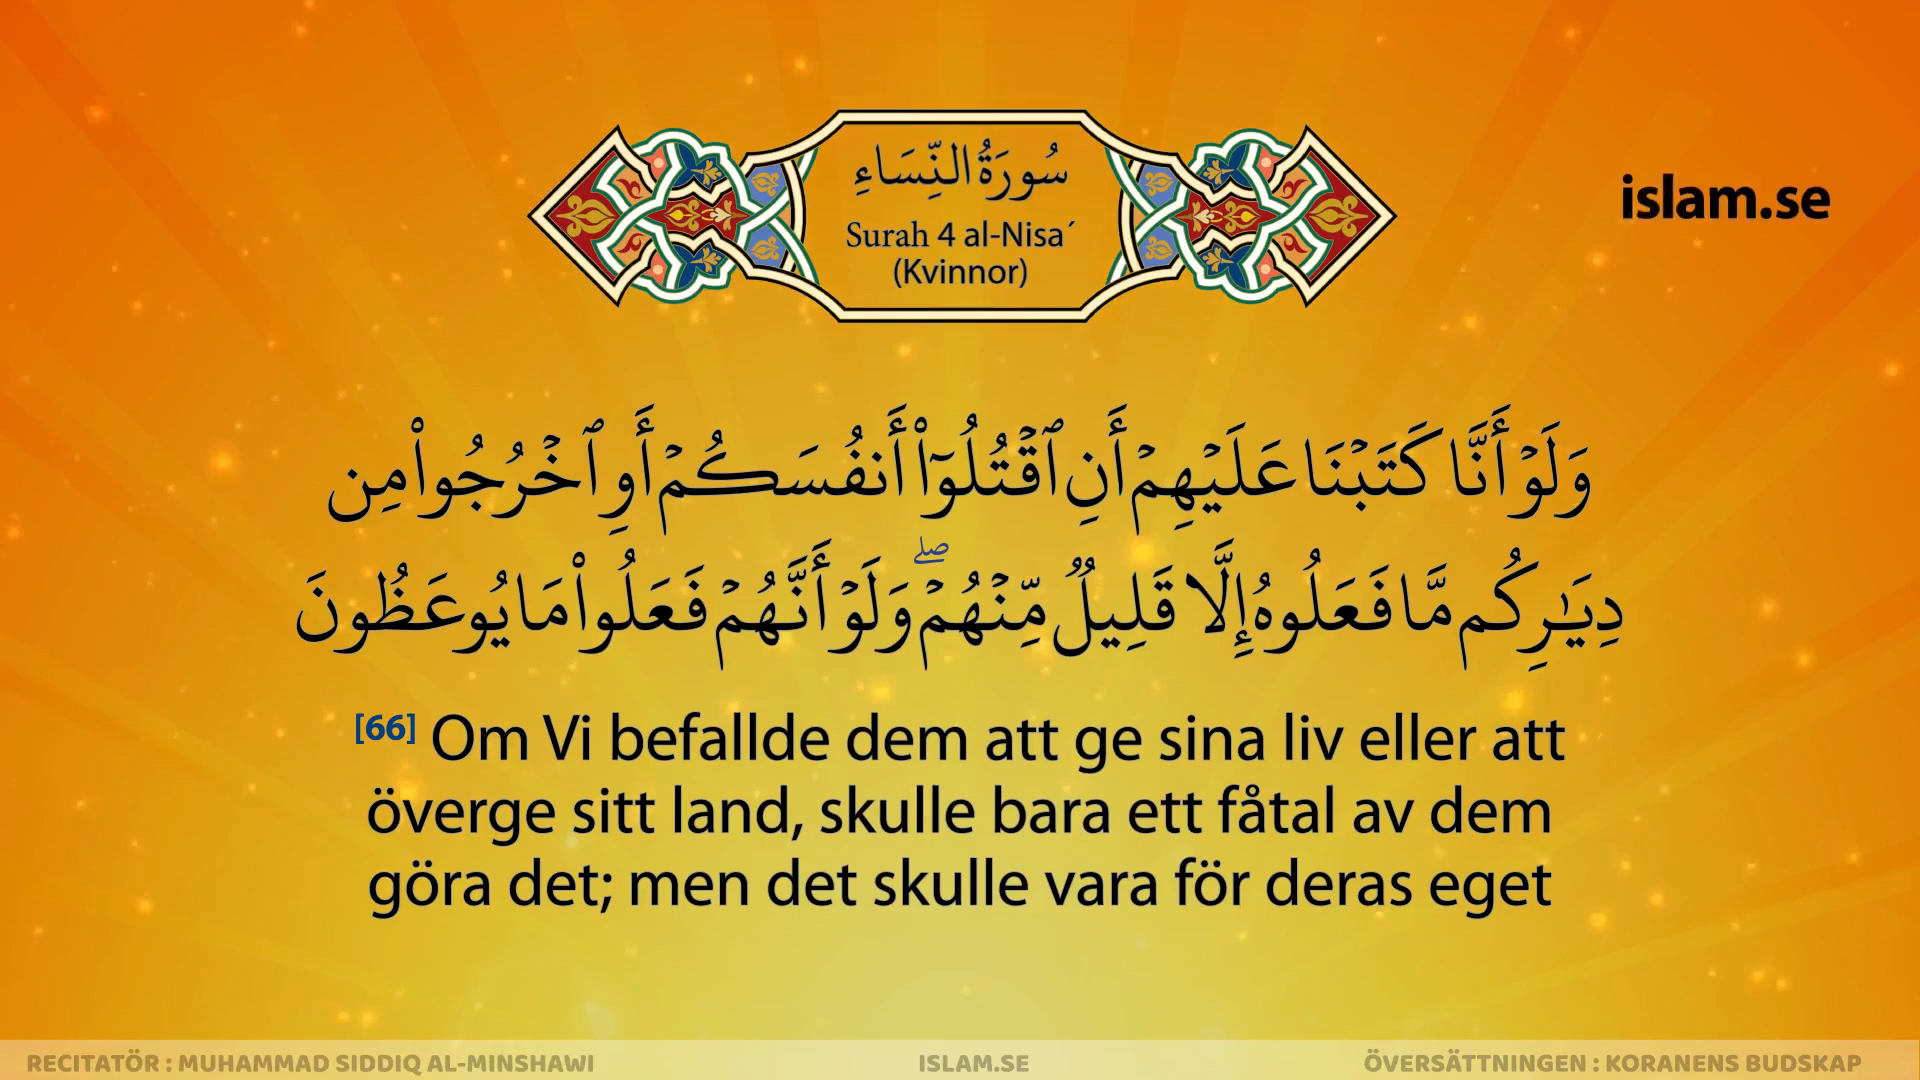 سُورَةُ النِّسَاءِ
Surah 4 al-Nisa´
(Kvinnor)
islam.se
وَلَوۡ أَنَّا كَتَبۡنَا عَلَيۡهِمۡ أَنِ ٱقۡتُلُوٓاْ أَنفُسَكُمۡ أَوِ ٱخۡرُجُواْ مِن
دِيَٰرِكُم مَّا فَعَلُوهُ إِلَّا قَلِيلٞ مِّنۡهُمۡۖ وَلَوۡ أَنَّهُمۡ فَعَلُواْ مَا يُوعَظُونَ
[66] Om Vi befallde dem att ge sina liv eller att
överge sitt land, skulle bara ett fåtal av dem
göra det; men det skulle vara för deras eget
RECITATÖR : MUHAMMAD SIDDIQ AL-MINSHAWI
ISLAM.SE
ÖVERSÄTTNINGEN : KORANENS BUDSKAP